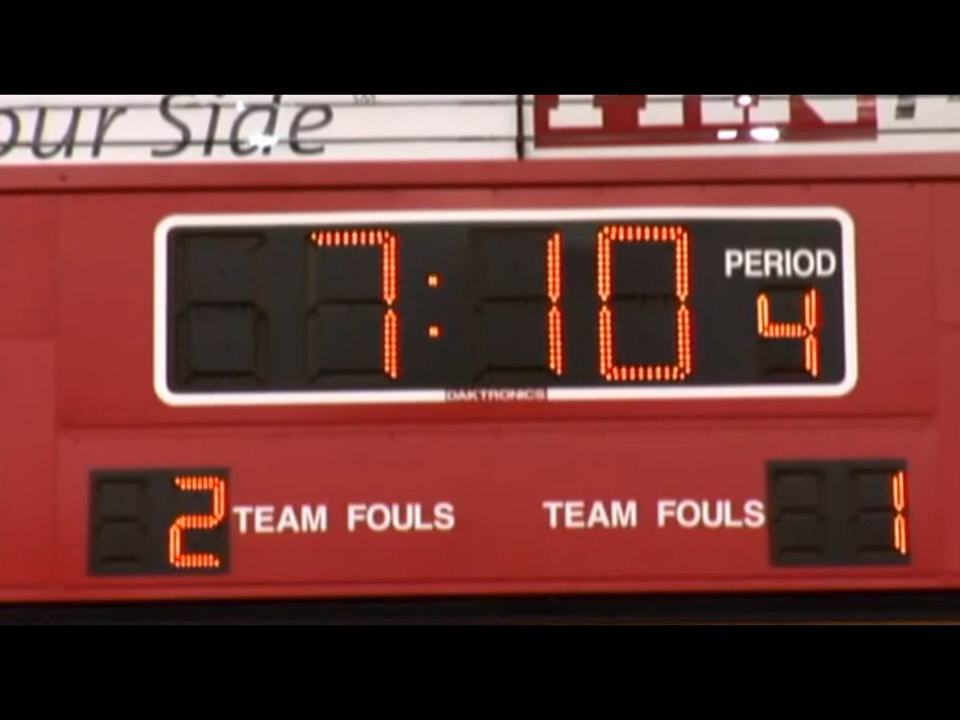 our Side
7:10
PERIOD
4
DAKTRONICS
2 TEAM FOULS TEAM FOULS 1